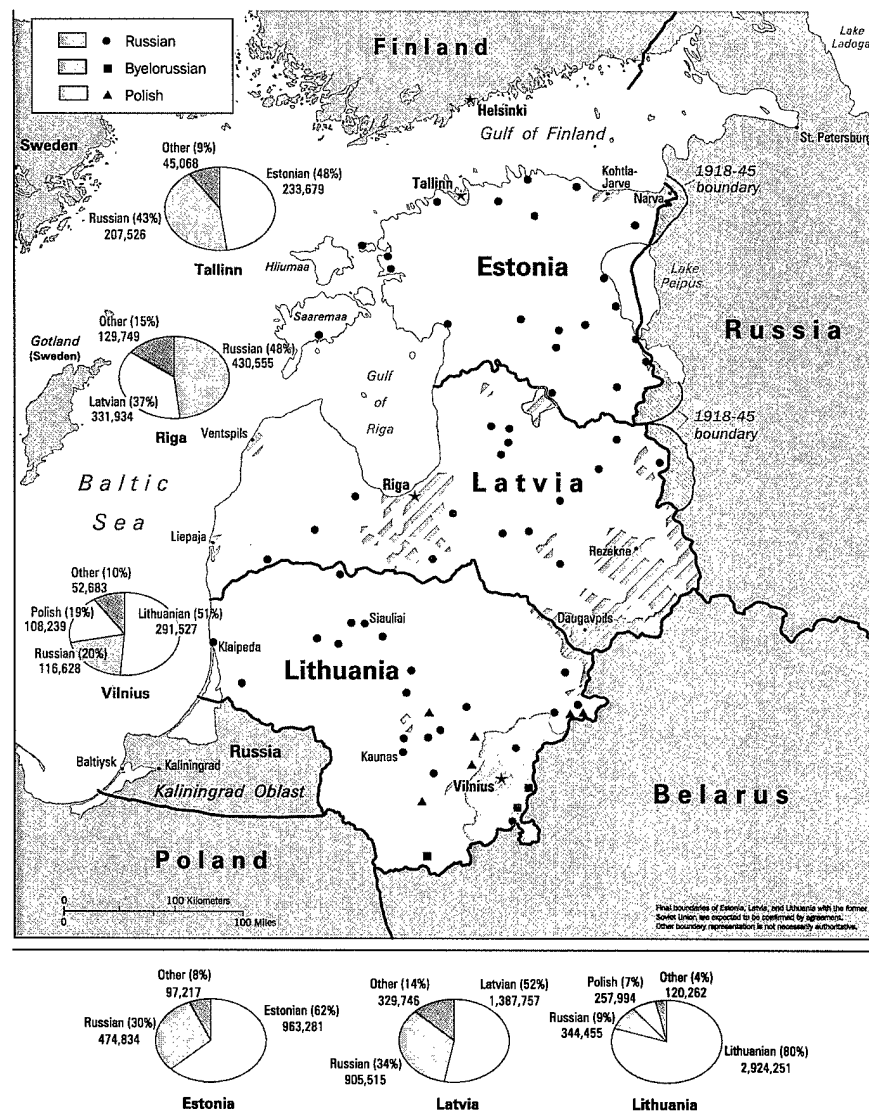 Russian
Byelorussian
Polish
Finland
Lake
Ladoga
Helsinki
Gulf of Finland
St. Petersburg
Sweden
Other (9%)
45,068
Estonian (48%)
233,679
Russian (43%)
207,526
Tallinn
Tallinn
Kohtla-
Jarve
Narva
1918-45
boundary
Hiiumaa
Estonia
Lake
Peipus
Saaremaa
Russia
Gotland
(Sweden)
Other (15%)
129,749
Russian (48%)
430,555
Latvian (37%)
331,934
Riga
Gulf
of
Riga
1918-45
boundary
Ventspils
Baltic
Sea
Riga
Latvia
Liepaja
Rezekne
Daugavpils
Other (10%)
52,683
Polish (19%)
108,239
Lithuanian (51%)
291,527
Russian (20%)
116,628
Vilnius
Siauliai
Klaipeda
Lithuania
Kaunas
Vilnius
Baltiysk
Kaliningrad
Russia
Kaliningrad Oblast
Belarus
Poland
0 100 Kilometers
0 100 Miles
Final boundaries of Estonia, Latvia, and Lithuania with the former
Soviet Union are expected to be confirmed by agreement.
Other boundary representation is not necessarily authoritative.
Other (8%)
97,217
Estonian (62%)
963,281
Russian (30%)
474,834
Estonia
Other (14%)
329,746
Latvian (52%)
1,387,757
Russian (34%)
905,515
Latvia
Polish (7%)
257,994
Other (4%)
120,262
Russian (9%)
344,455
Lithuanian (80%)
2,924,251
Lithuania